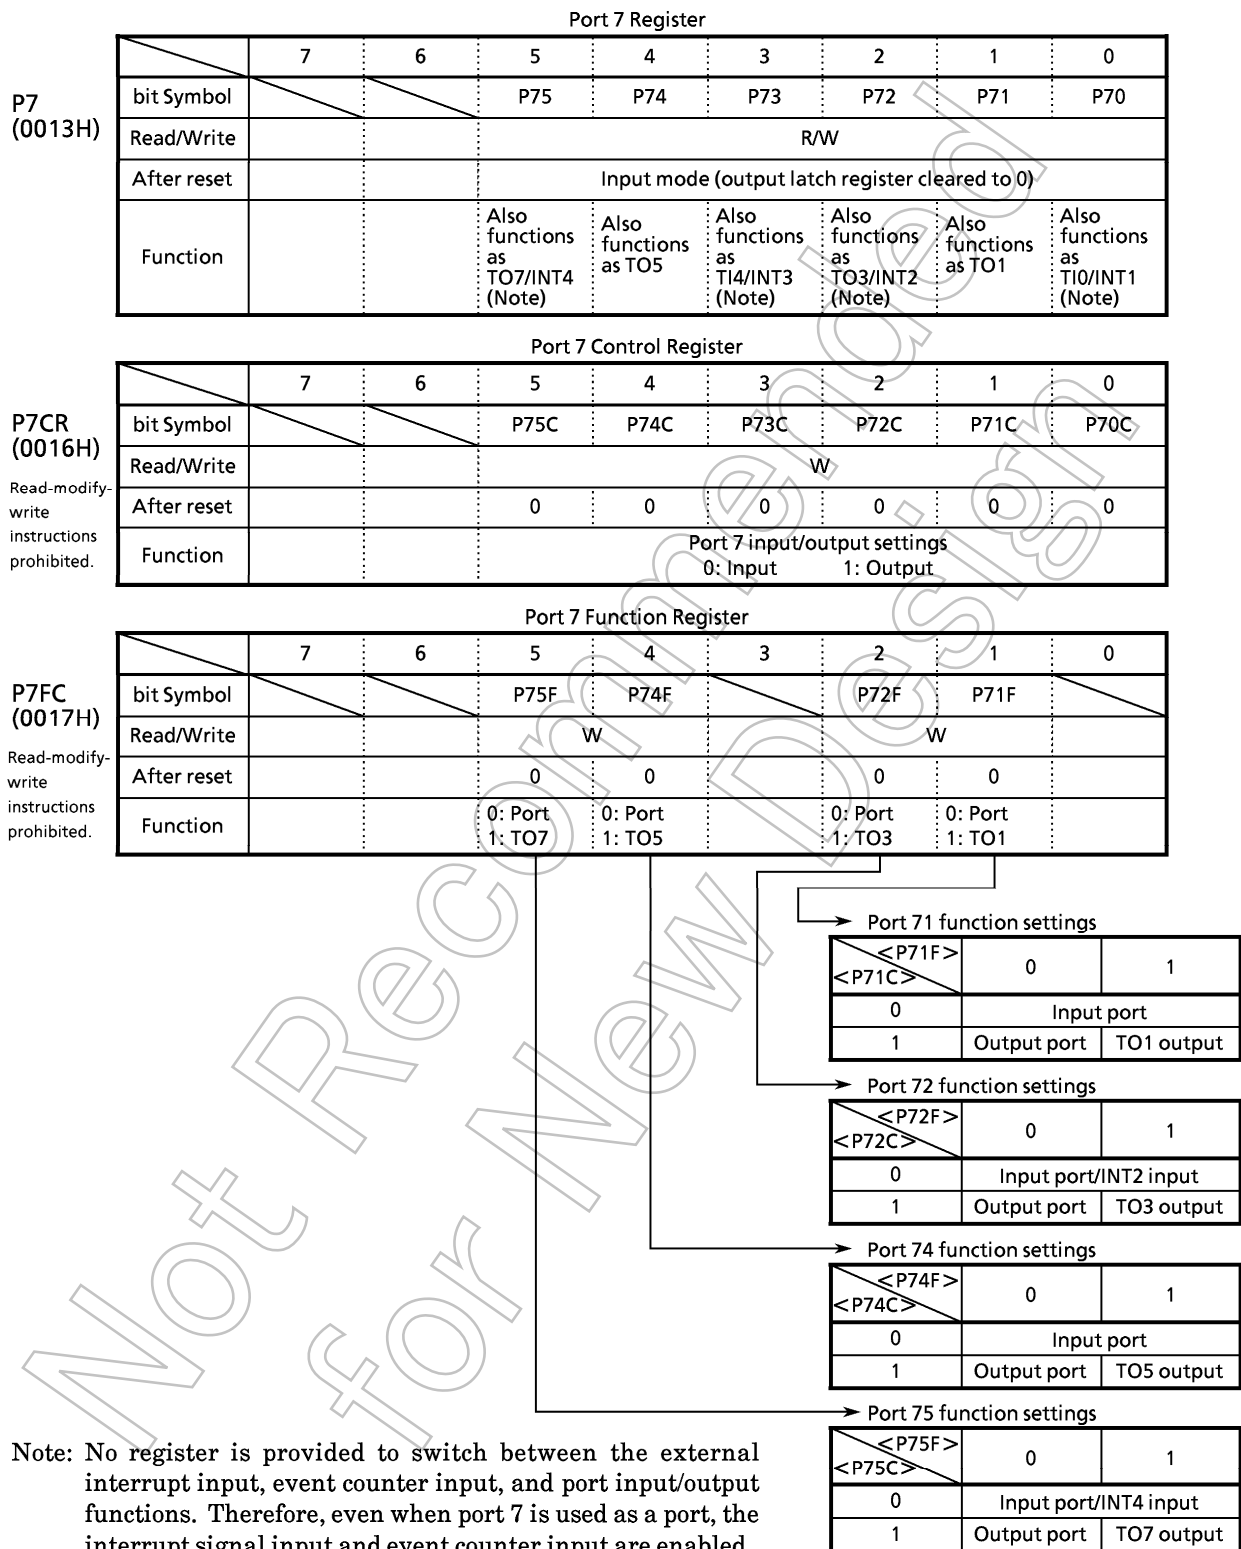 Port 7 Register
7 6 5 4 3 2 1 0
P7
(0013H)
bit Symbol P75 P74 P73 P72 P71 P70
Read/Write R/W
After reset Input mode (output latch register cleared to 0)
Function
Also functions as TO7/INT4 (Note)
Also functions as TO5
Also functions as TI4/INT3 (Note)
Also functions as TO3/INT2 (Note)
Also functions as TO1
Also functions as TI0/INT1 (Note)
Port 7 Control Register
7 6 5 4 3 2 1 0
P7CR
(0016H)
Read-modify-
write
instructions
prohibited.
bit Symbol P75C P74C P73C P72C P71C P70C
Read/Write W
After reset 0 0 0 0 0 0
Function
Port 7 input/output settings
0: Input 1: Output
Port 7 Function Register
7 6 5 4 3 2 1 0
P7FC
(0017H)
Read-modify-
write
instructions
prohibited.
bit Symbol P75F P74F P72F P71F
Read/Write W W
After reset 0 0 0 0
Function
0: Port 0: Port 0: Port 0: Port
1: TO7 1: TO5 1: TO3 1: TO1
Port 71 function settings
<P71F>
<P71C>
0 1
0 Input port
1 Output port TO1 output
Port 72 function settings
<P72F>
<P72C>
0 1
0 Input port/INT2 input
1 Output port TO3 output
Port 74 function settings
<P74F>
<P74C>
0 1
0 Input port
1 Output port TO5 output
Port 75 function settings
<P75F>
<P75C>
0 1
0 Input port/INT4 input
1 Output port TO7 output
Note: No register is provided to switch between the external
interrupt input, event counter input, and port input/output
functions. Therefore, even when port 7 is used as a port, the
interrupt signal input and event counter input are enabled
Not Recommended
for New Design